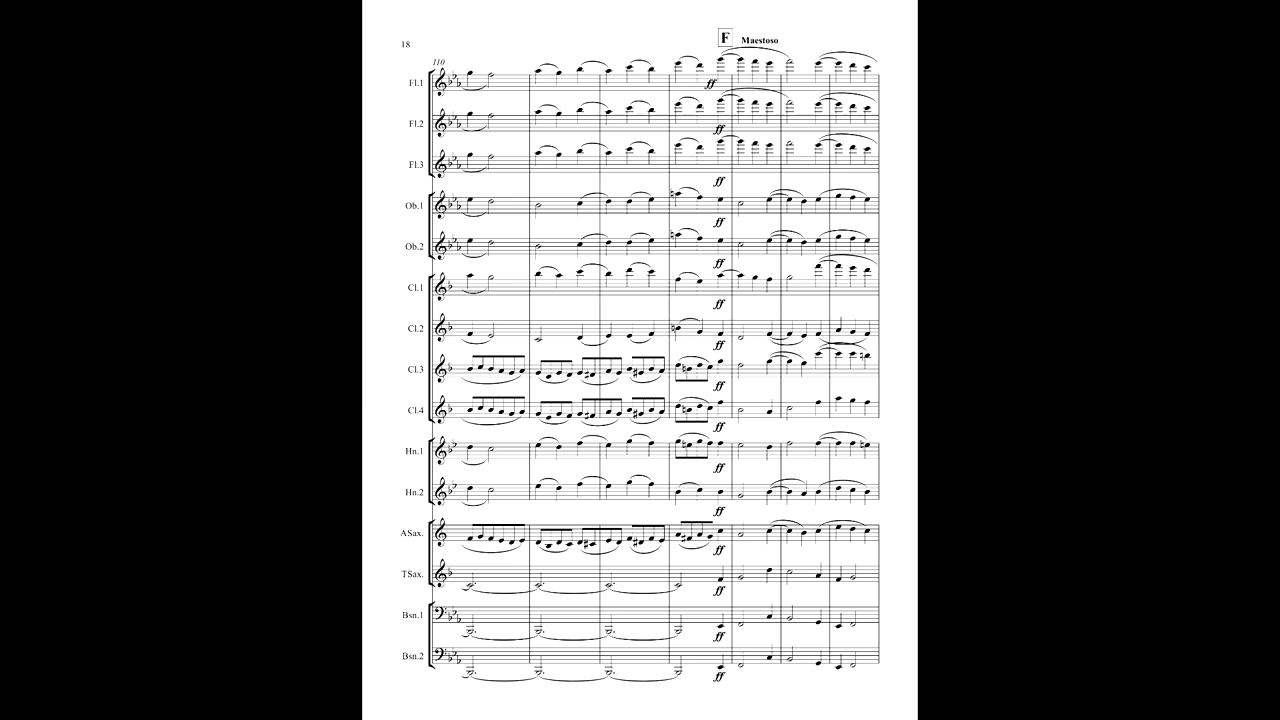 18
F Maestoso
110
Fl.1
ff
Fl.2
ff
Fl.3
ff
Ob.1
ff
Ob.2
ff
Cl.1
ff
Cl.2
ff
Cl.3
ff
Cl.4
ff
Hn.1
ff
Hn.2
ff
ASax.
ff
TSax.
ff
Bsn.1
ff
Bsn.2
ff